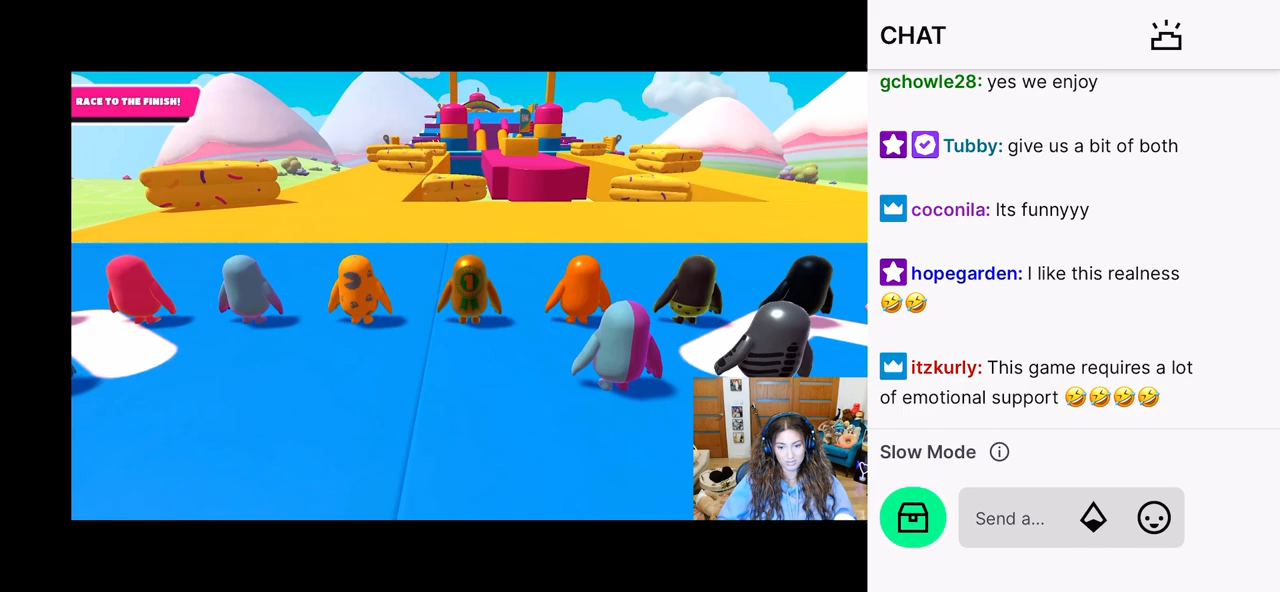 CHAT
RACE TO THE FINISH!
gchowle28: yes we enjoy
Tubby: give us a bit of both
coconila: Its funnyyy
hopegarden: I like this realness
🤣🤣
itzkurly: This game requires a lot
of emotional support 🤣🤣🤣🤣
Slow Mode
Send a...
1